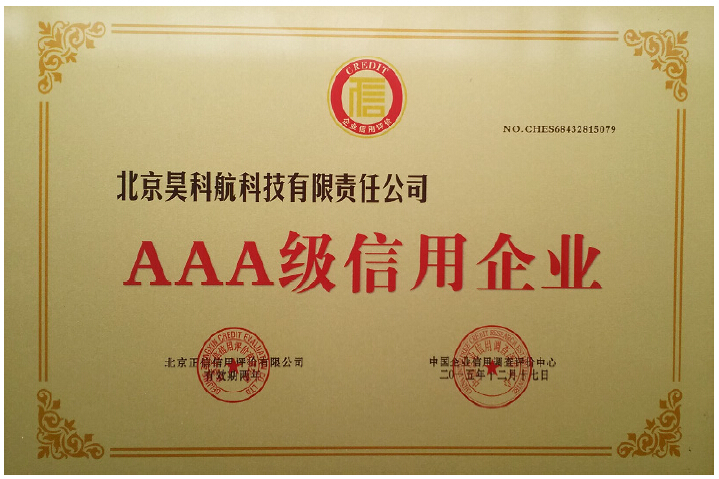 CREDIT
信
企业信用评价
NO.CHES68432815079
北京昊科航科技有限责任公司
AAA级信用企业
北京正信信用评价有限公司
有效期两年
中国企业信用调查评价中心
二〇一五年十二月十七日